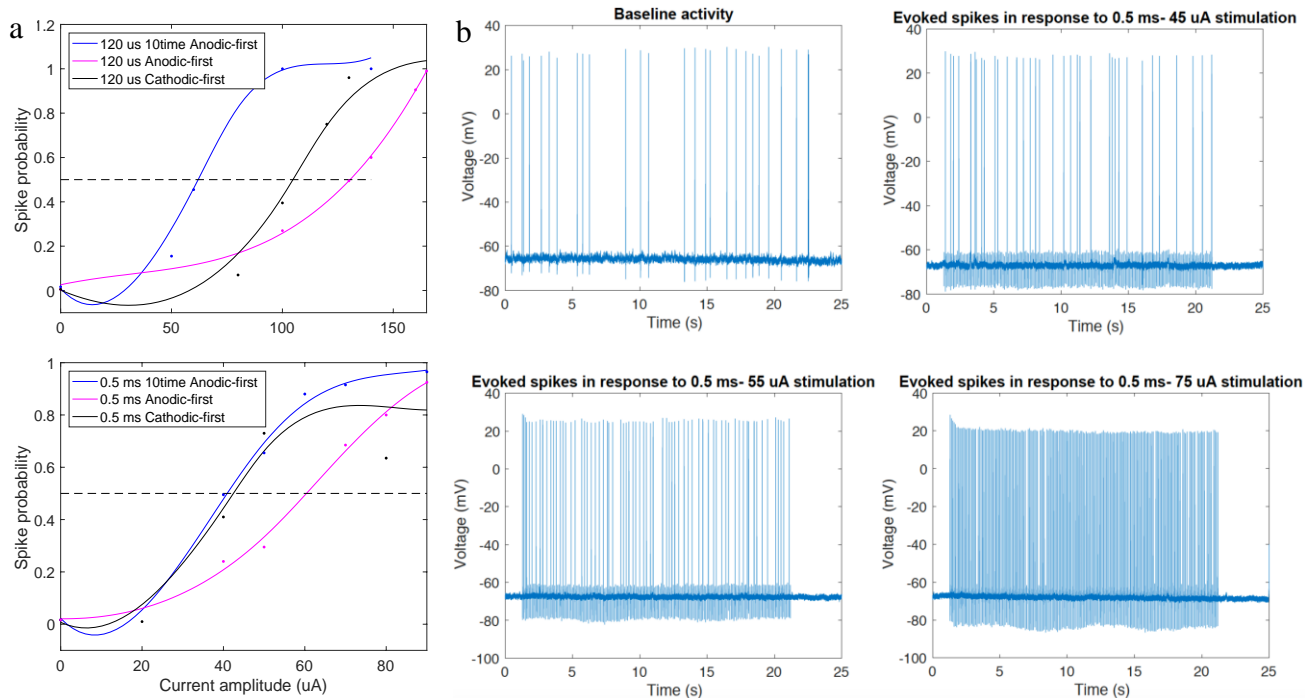 a
1.2
1
0.8
0.6
0.4
0.2
0
Spike probability
120 us 10time Anodic-first
120 us Anodic-first
120 us Cathodic-first
0 50 100 150
1
0.8
0.6
0.4
0.2
0
Spike probability
0.5 ms 10time Anodic-first
0.5 ms Anodic-first
0.5 ms Cathodic-first
0 20 40 60 80
Current amplitude (uA)
b
Baseline activity
40
20
0
-20
-40
-60
-80
Voltage (mV)
0 5 10 15 20 25
Time (s)
Evoked spikes in response to 0.5 ms- 45 uA stimulation
40
20
0
-20
-40
-60
-80
Voltage (mV)
0 5 10 15 20 25
Time (s)
Evoked spikes in response to 0.5 ms- 55 uA stimulation
40
20
0
-20
-40
-60
-80
-100
Voltage (mV)
0 5 10 15 20 25
Time (s)
Evoked spikes in response to 0.5 ms- 75 uA stimulation
40
20
0
-20
-40
-60
-80
-100
Voltage (mV)
0 5 10 15 20 25
Time (s)